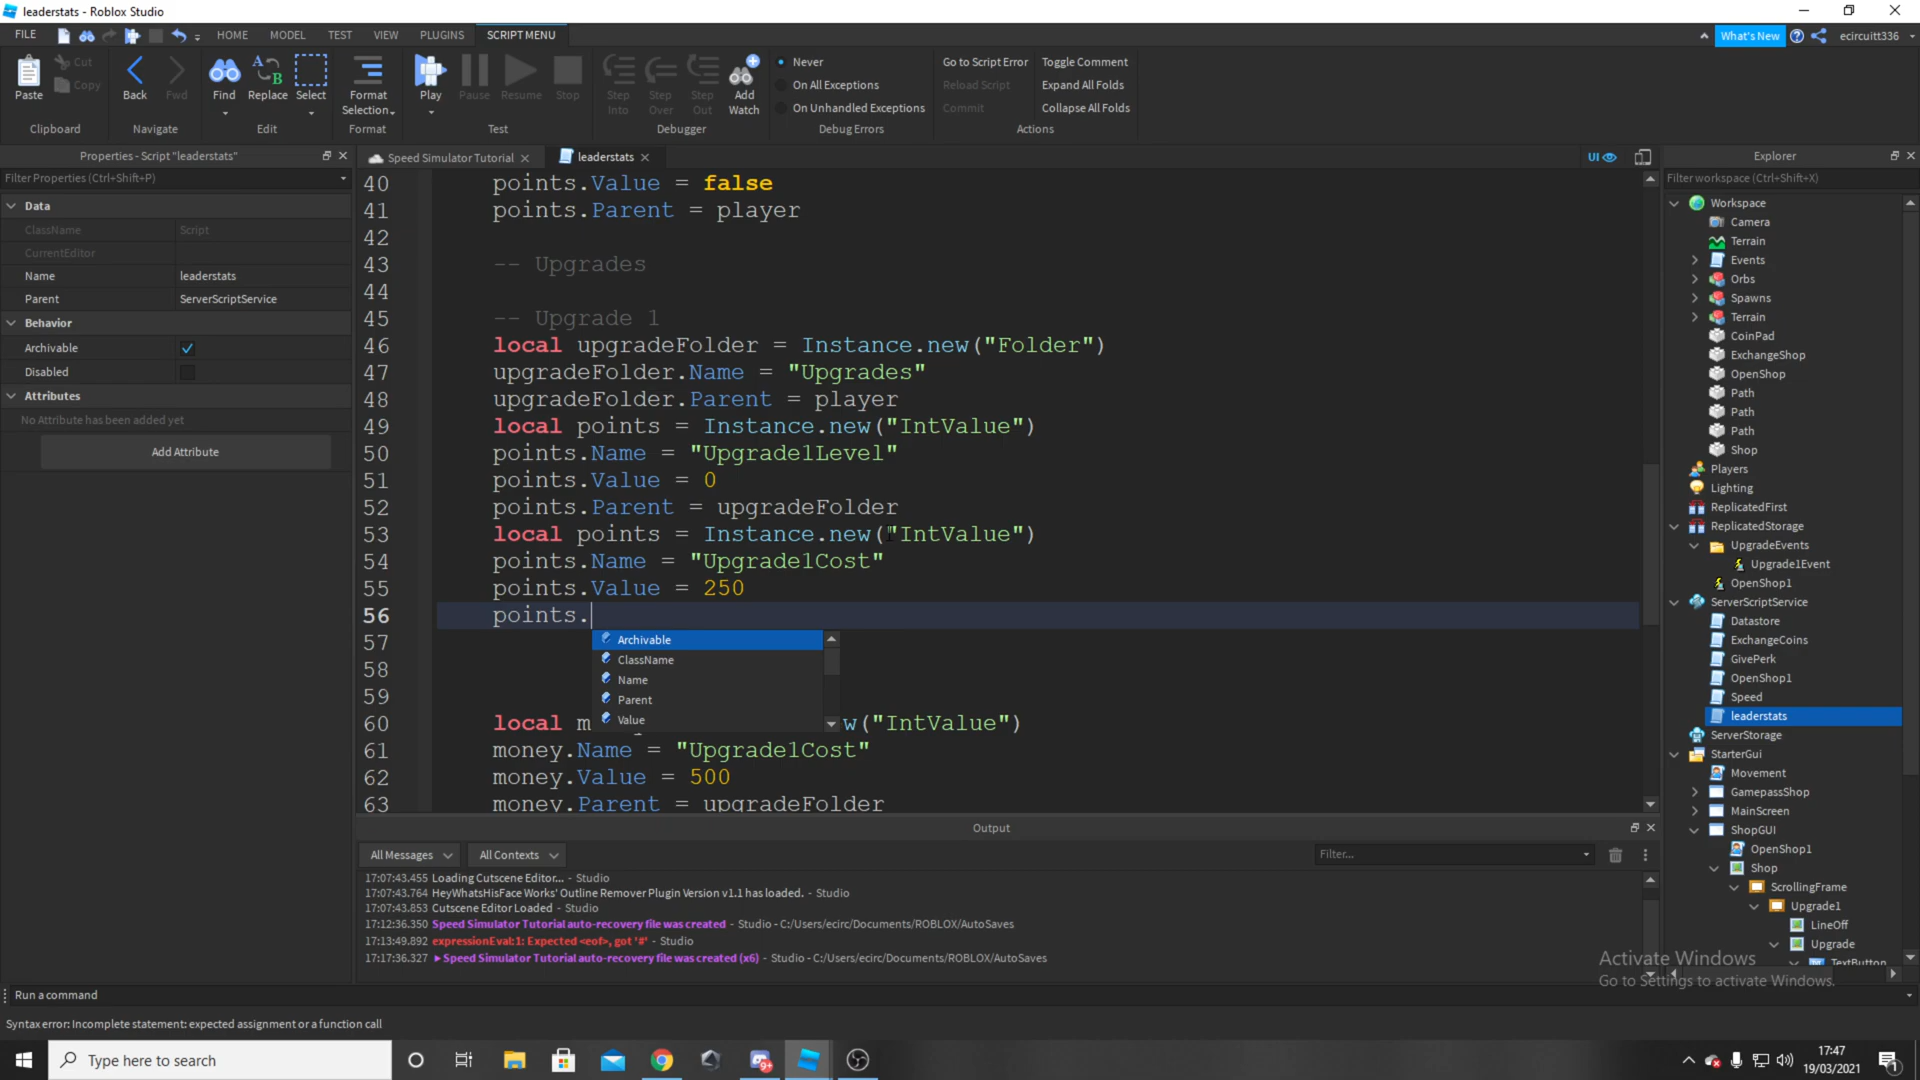 leaderstats - Roblox Studio
FILE HOME MODEL TEST VIEW PLUGINS SCRIPT MENU What's New ecircuitt336
Paste Cut Copy Back Fwd Find Replace Select Format Selection Play Pause Resume Stop Step Into Step Over Step Out Add Watch
Never On All Exceptions On Unhandled Exceptions
Go to Script Error Reload Script Commit
Toggle Comment Expand All Folds Collapse All Folds
Clipboard Navigate Edit Format Test Debugger Debug Errors Actions
Properties - Script "leaderstats"
Filter Properties (Ctrl+Shift+P)
Data
ClassName Script
CurrentEditor
Name leaderstats
Parent ServerScriptService
Behavior
Archivable
Disabled
Attributes
No Attribute has been added yet
Add Attribute
Speed Simulator Tutorial leaderstats UI
40 points.Value = false
41 points.Parent = player
42
43 -- Upgrades
44
45 -- Upgrade 1
46 local upgradeFolder = Instance.new("Folder")
47 upgradeFolder.Name = "Upgrades"
48 upgradeFolder.Parent = player
49 local points = Instance.new("IntValue")
50 points.Name = "Upgrade1Level"
51 points.Value = 0
52 points.Parent = upgradeFolder
53 local points = Instance.new("IntValue")
54 points.Name = "Upgrade1Cost"
55 points.Value = 250
56 points.
57
58
59
60 local m w("IntValue")
61 money.Name = "Upgrade1Cost"
62 money.Value = 500
63 money.Parent = upgradeFolder
Archivable
ClassName
Name
Parent
Value
Explorer
Filter workspace (Ctrl+Shift+X)
Workspace
Camera
Terrain
Events
Orbs
Spawns
Terrain
CoinPad
ExchangeShop
OpenShop
Path
Path
Path
Shop
Players
Lighting
ReplicatedFirst
ReplicatedStorage
UpgradeEvents
Upgrade1Event
OpenShop1
ServerScriptService
Datastore
ExchangeCoins
GivePerk
OpenShop1
Speed
leaderstats
ServerStorage
StarterGui
Movement
GamepassShop
MainScreen
ShopGUI
OpenShop1
Shop
ScrollingFrame
Upgrade1
LineOff
Upgrade
TextButton
Output
All Messages All Contexts Filter...
17:07:43.455 Loading Cutscene Editor... - Studio
17:07:43.764 HeyWhatsHisFace Works' Outline Remover Plugin Version v1.1 has loaded. - Studio
17:07:43.853 Cutscene Editor Loaded - Studio
17:12:36.350 Speed Simulator Tutorial auto-recovery file was created - Studio - C:/Users/ecirc/Documents/ROBLOX/AutoSaves
17:13:49.892 expressionEval:1: Expected <eof>, got '#' - Studio
17:17:36.327 Speed Simulator Tutorial auto-recovery file was created (x6) - Studio - C:/Users/ecirc/Documents/ROBLOX/AutoSaves
Activate Windows
Go to Settings to activate Windows.
Run a command
Syntax error: Incomplete statement: expected assignment or a function call
Type here to search
17:47
19/03/2021